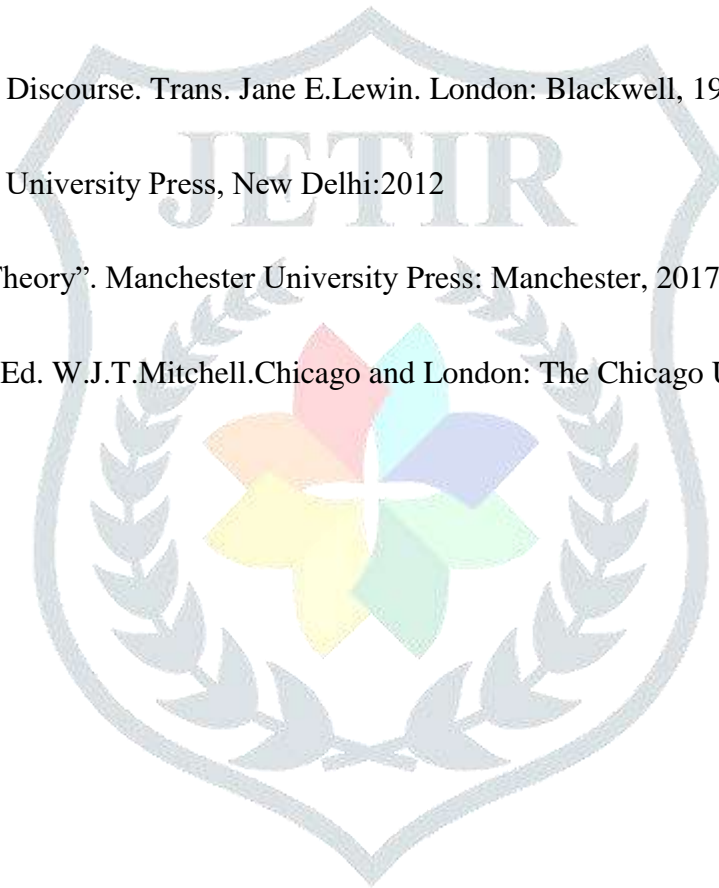 Discourse. Trans. Jane E.Lewin. London: Blackwell, 19
JETIR
University Press, New Delhi:2012
heory”. Manchester University Press: Manchester, 2017
Ed. W.J.T.Mitchell.Chicago and London: The Chicago U